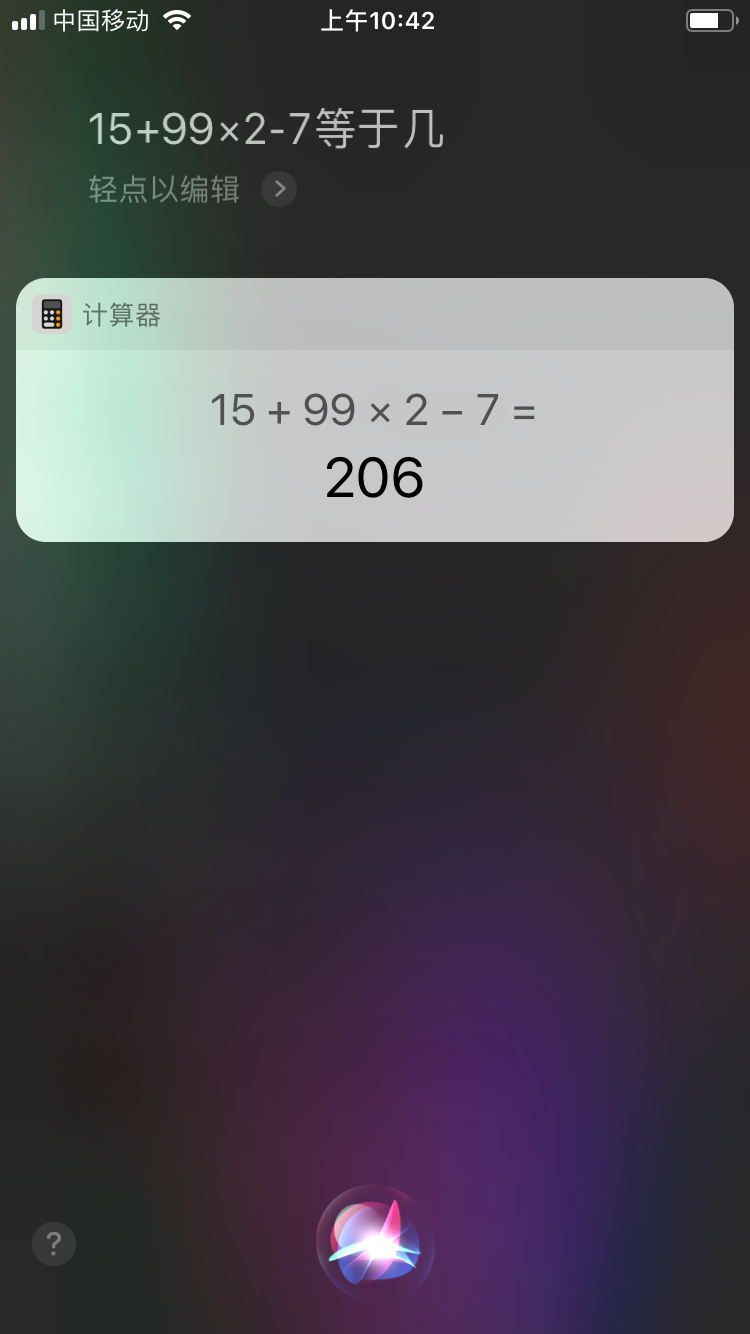 中国移动 上午10:42
15+99×2-7等于几
轻点以编辑
计算器
15 + 99 × 2 – 7 =
206
?